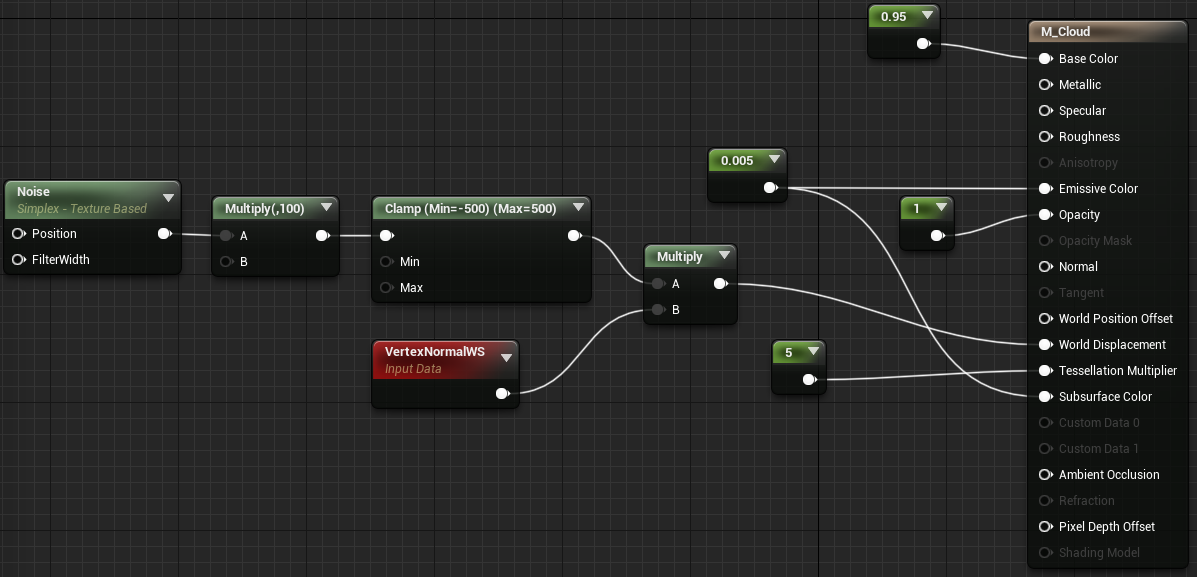 0.95
M_Cloud
Base Color
Metallic
Specular
Roughness
Anisotropy
Emissive Color
Opacity
Opacity Mask
Normal
Tangent
World Position Offset
World Displacement
Tessellation Multiplier
Subsurface Color
Custom Data 0
Custom Data 1
Ambient Occlusion
Refraction
Pixel Depth Offset
Shading Model
0.005
1
Noise
Simplex - Texture Based
Position
FilterWidth
Multiply(,100)
A
B
Clamp (Min=-500) (Max=500)
Min
Max
Multiply
A
B
VertexNormalWS
Input Data
5